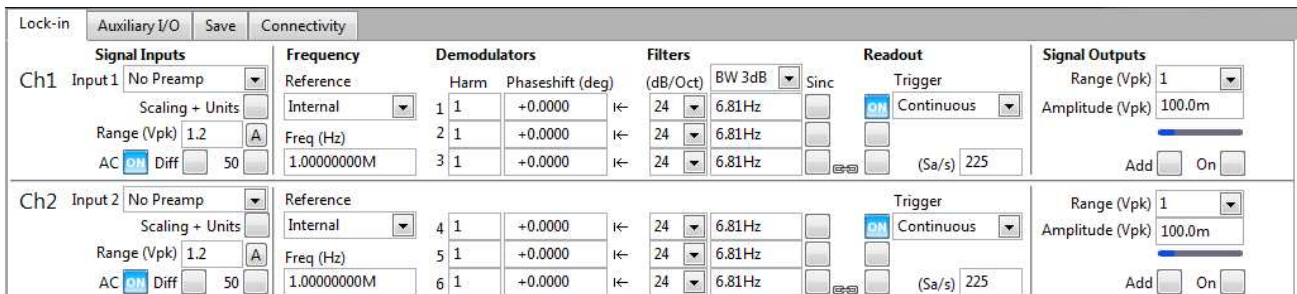 Lock-in Auxiliary I/O Save Connectivity
Signal Inputs Frequency Demodulators Filters Readout Signal Outputs
Ch1 Input 1 No Preamp Reference Harm Phaseshift (deg) (dB/Oct) BW 3dB Sinc Trigger Range (Vpk) 1
Scaling + Units Internal 1 1 +0.0000 24 6.81Hz ON Continuous Amplitude (Vpk) 100.0m
Range (Vpk) 1.2 A Freq (Hz) 2 1 +0.0000 24 6.81Hz
AC ON Diff 50 1.00000000M 3 1 +0.0000 24 6.81Hz (Sa/s) 225 Add On
Ch2 Input 2 No Preamp Reference Trigger Range (Vpk) 1
Scaling + Units Internal 4 1 +0.0000 24 6.81Hz ON Continuous Amplitude (Vpk) 100.0m
Range (Vpk) 1.2 A Freq (Hz) 5 1 +0.0000 24 6.81Hz
AC ON Diff 50 1.00000000M 6 1 +0.0000 24 6.81Hz (Sa/s) 225 Add On